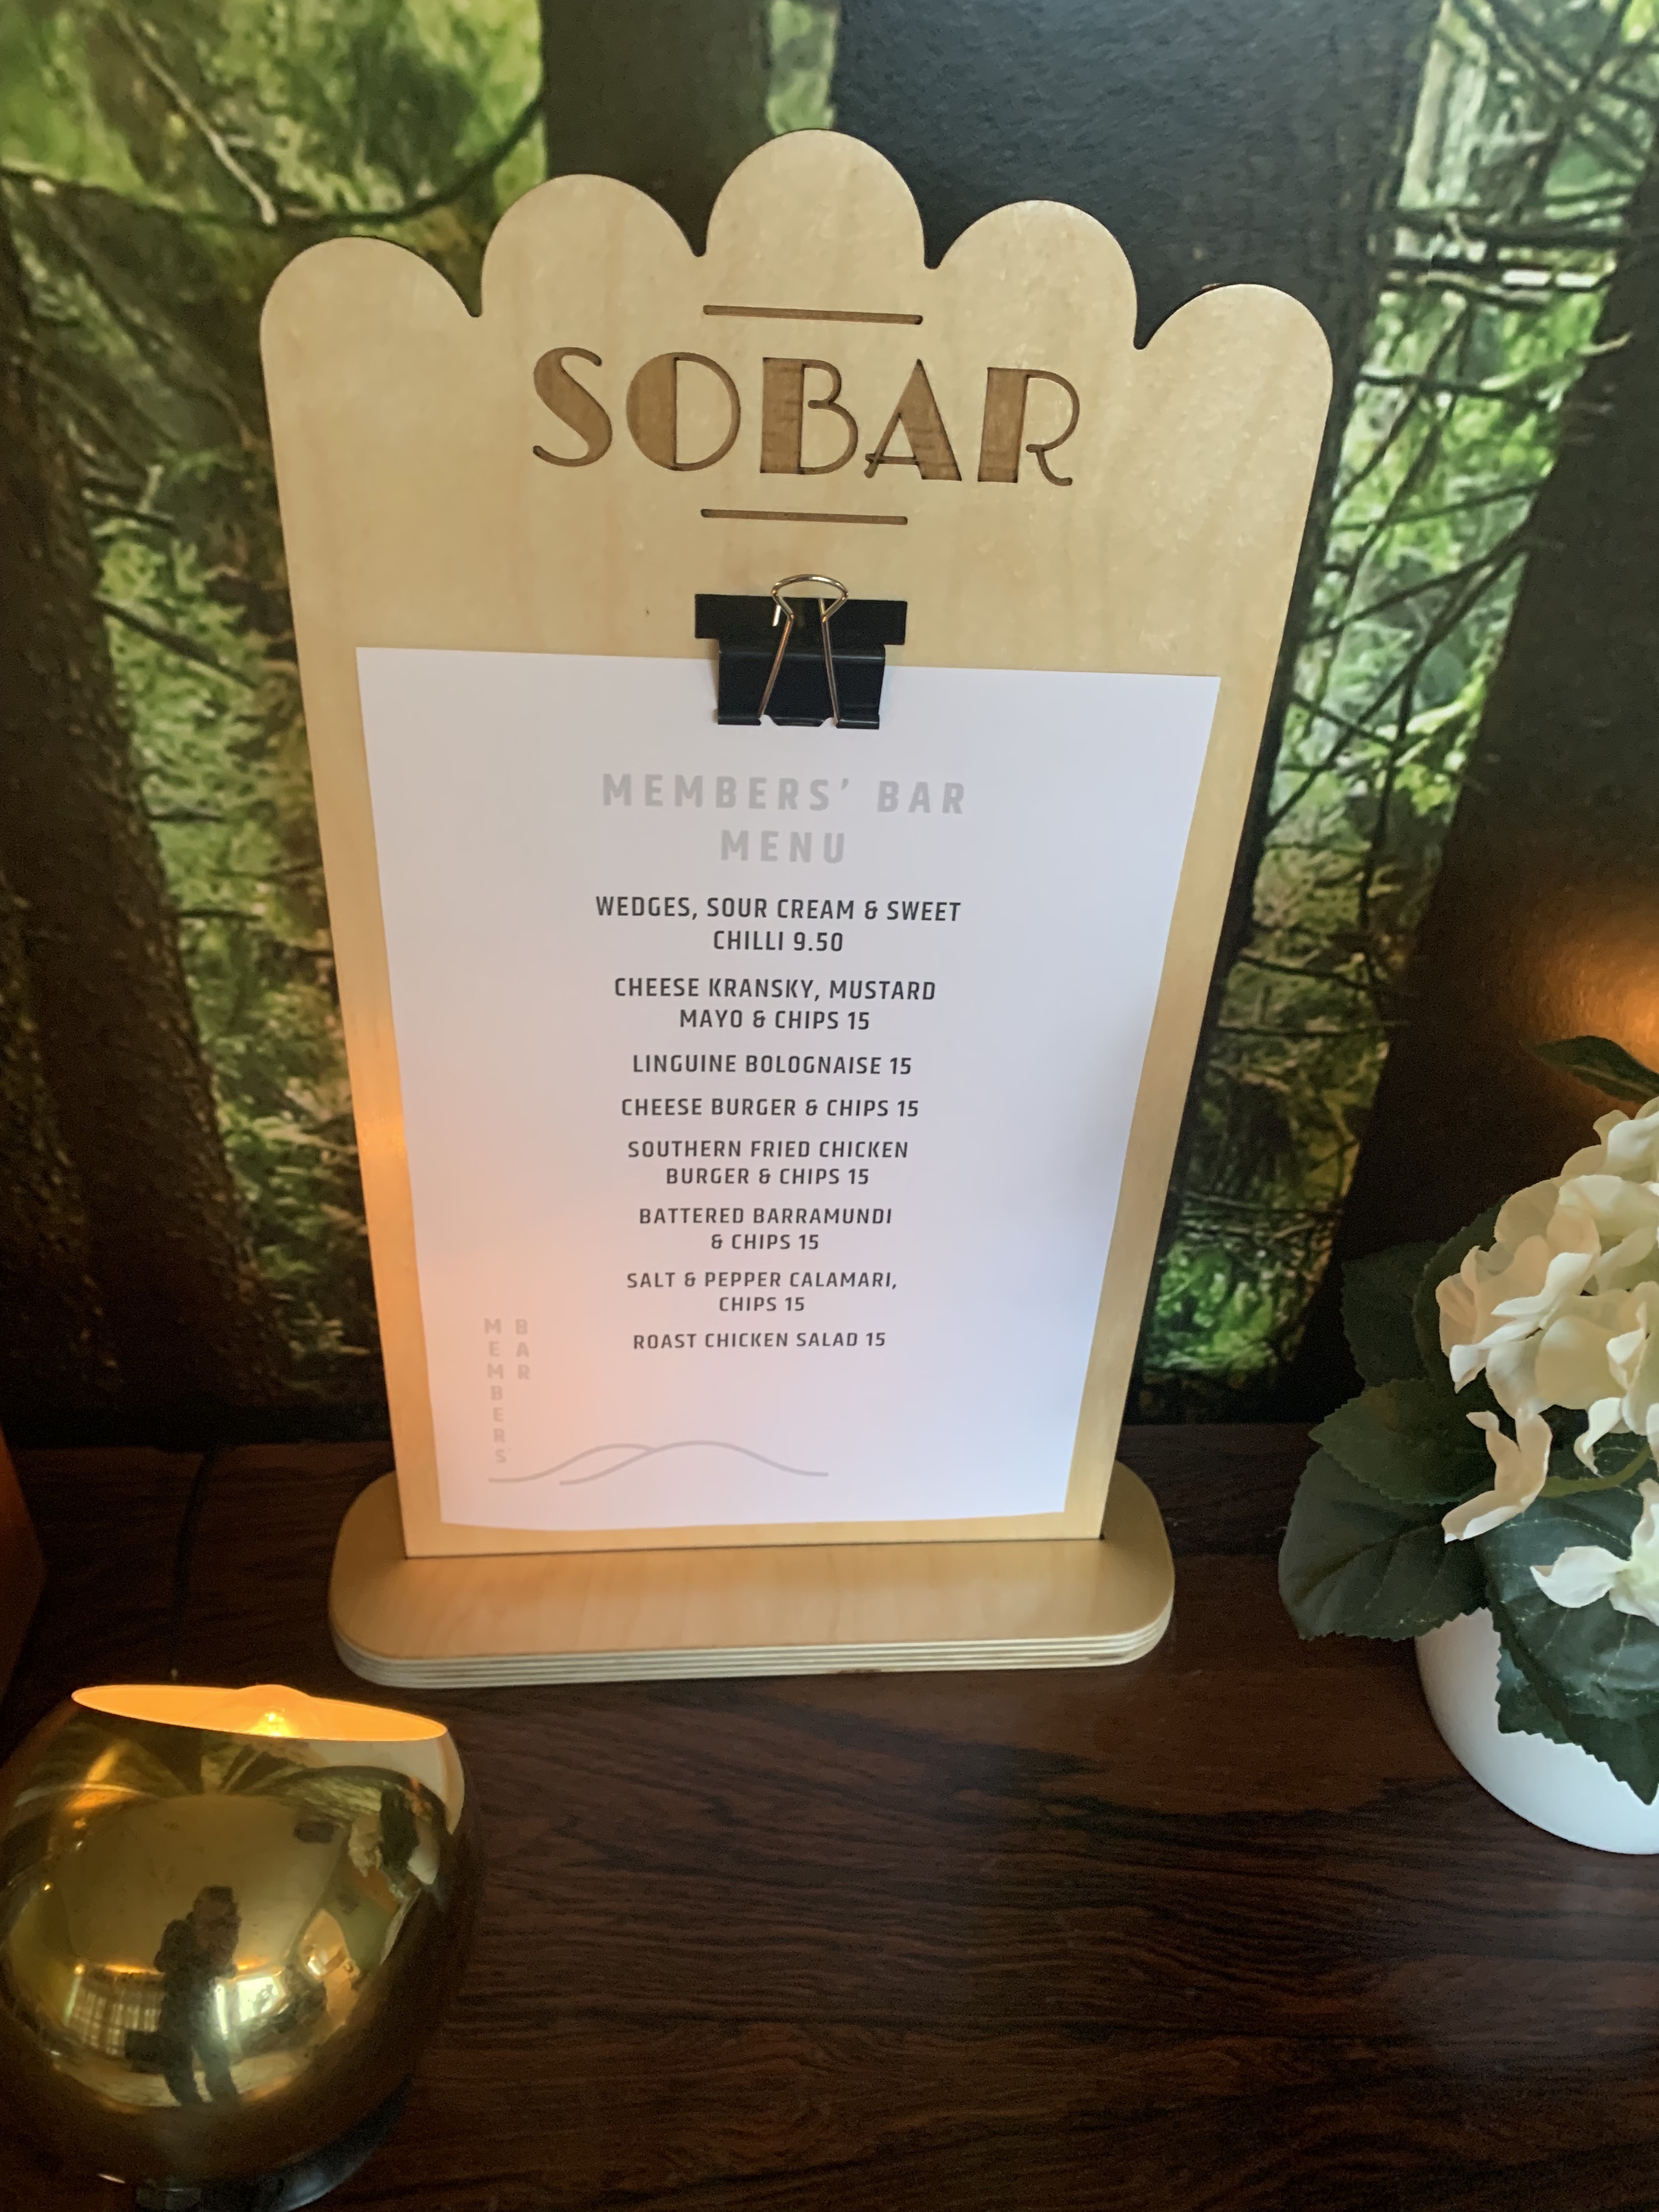 SOBAR
MEMBERS' BAR
MENU
WEDGES, SOUR CREAM & SWEET
CHILLI 9.50
CHEESE KRANSKY, MUSTARD
MAYO & CHIPS 15
LINGUINE BOLOGNAISE 15
CHEESE BURGER & CHIPS 15
SOUTHERN FRIED CHICKEN
BURGER & CHIPS 15
BATTERED BARRAMUNDI
& CHIPS 15
SALT & PEPPER CALAMARI,
CHIPS 15
ROAST CHICKEN SALAD 15
MEMBERS
BAR